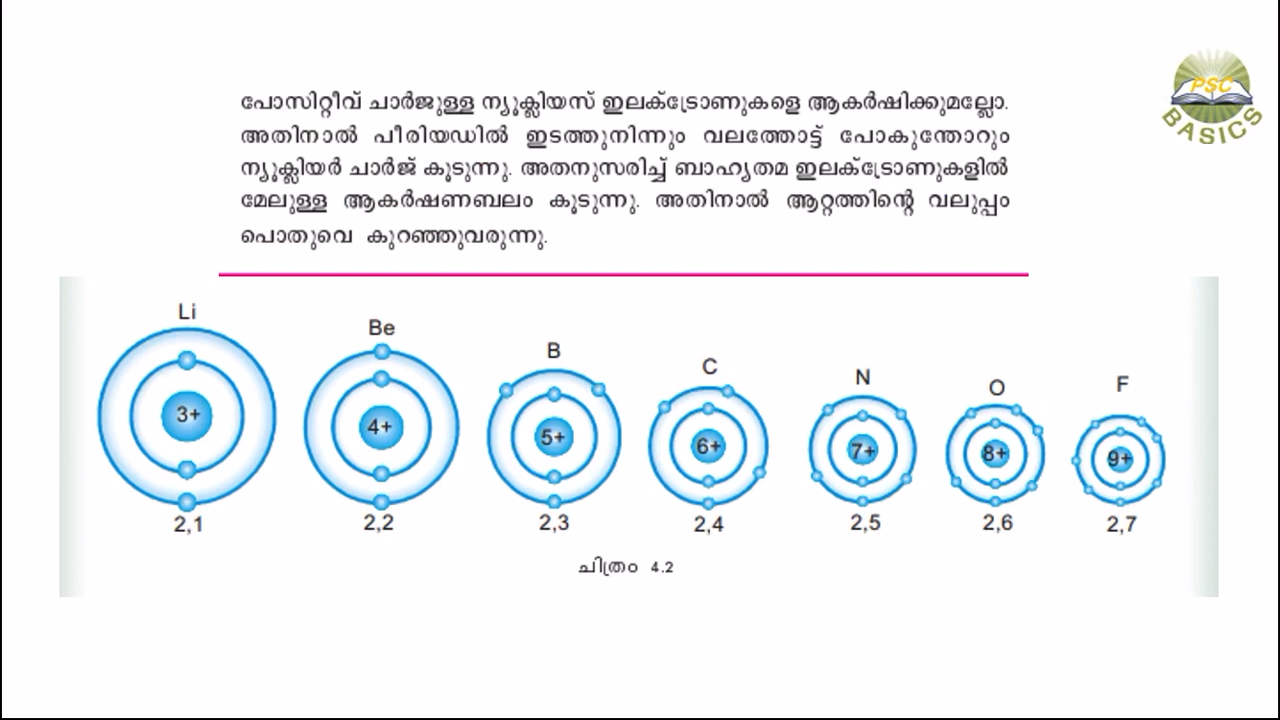 പോസിറ്റീവ് ചാർജുള്ള ന്യൂക്ലിയസ് ഇലക്ട്രോണുകളെ ആകർഷിക്കുമല്ലോ.
അതിനാൽ പീരിയഡിൽ ഇടത്തുനിന്നും വലത്തോട്ട് പോകുന്തോറും
ന്യൂക്ലിയർ ചാർജ് കൂടുന്നു. അതനുസരിച്ച് ബാഹ്യതമ ഇലക്ട്രോണുകളിൽ
മേലുള്ള ആകർഷണബലം കൂടുന്നു. അതിനാൽ ആറ്റത്തിന്റെ വലുപ്പം
പൊതുവെ കുറഞ്ഞുവരുന്നു.
PSC
BASICS
Li Be B C N O F
3+ 4+ 5+ 6+ 7+ 8+ 9+
2,1 2,2 2,3 2,4 2,5 2,6 2,7
ചിത്രം 4.2